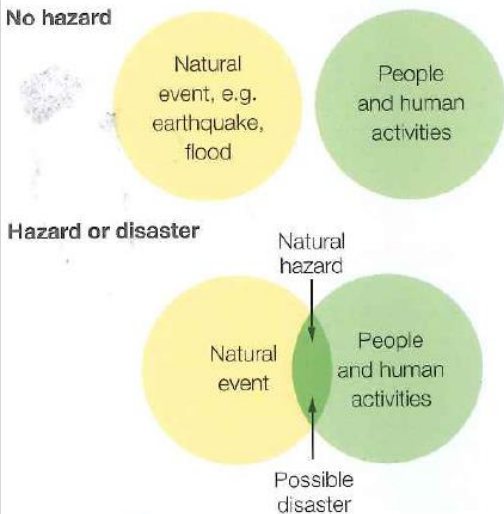 No hazard
Natural
event, e.g.
earthquake,
flood
People
and human
activities
Hazard or disaster
Natural
hazard
Natural
event
People
and human
activities
Possible
disaster